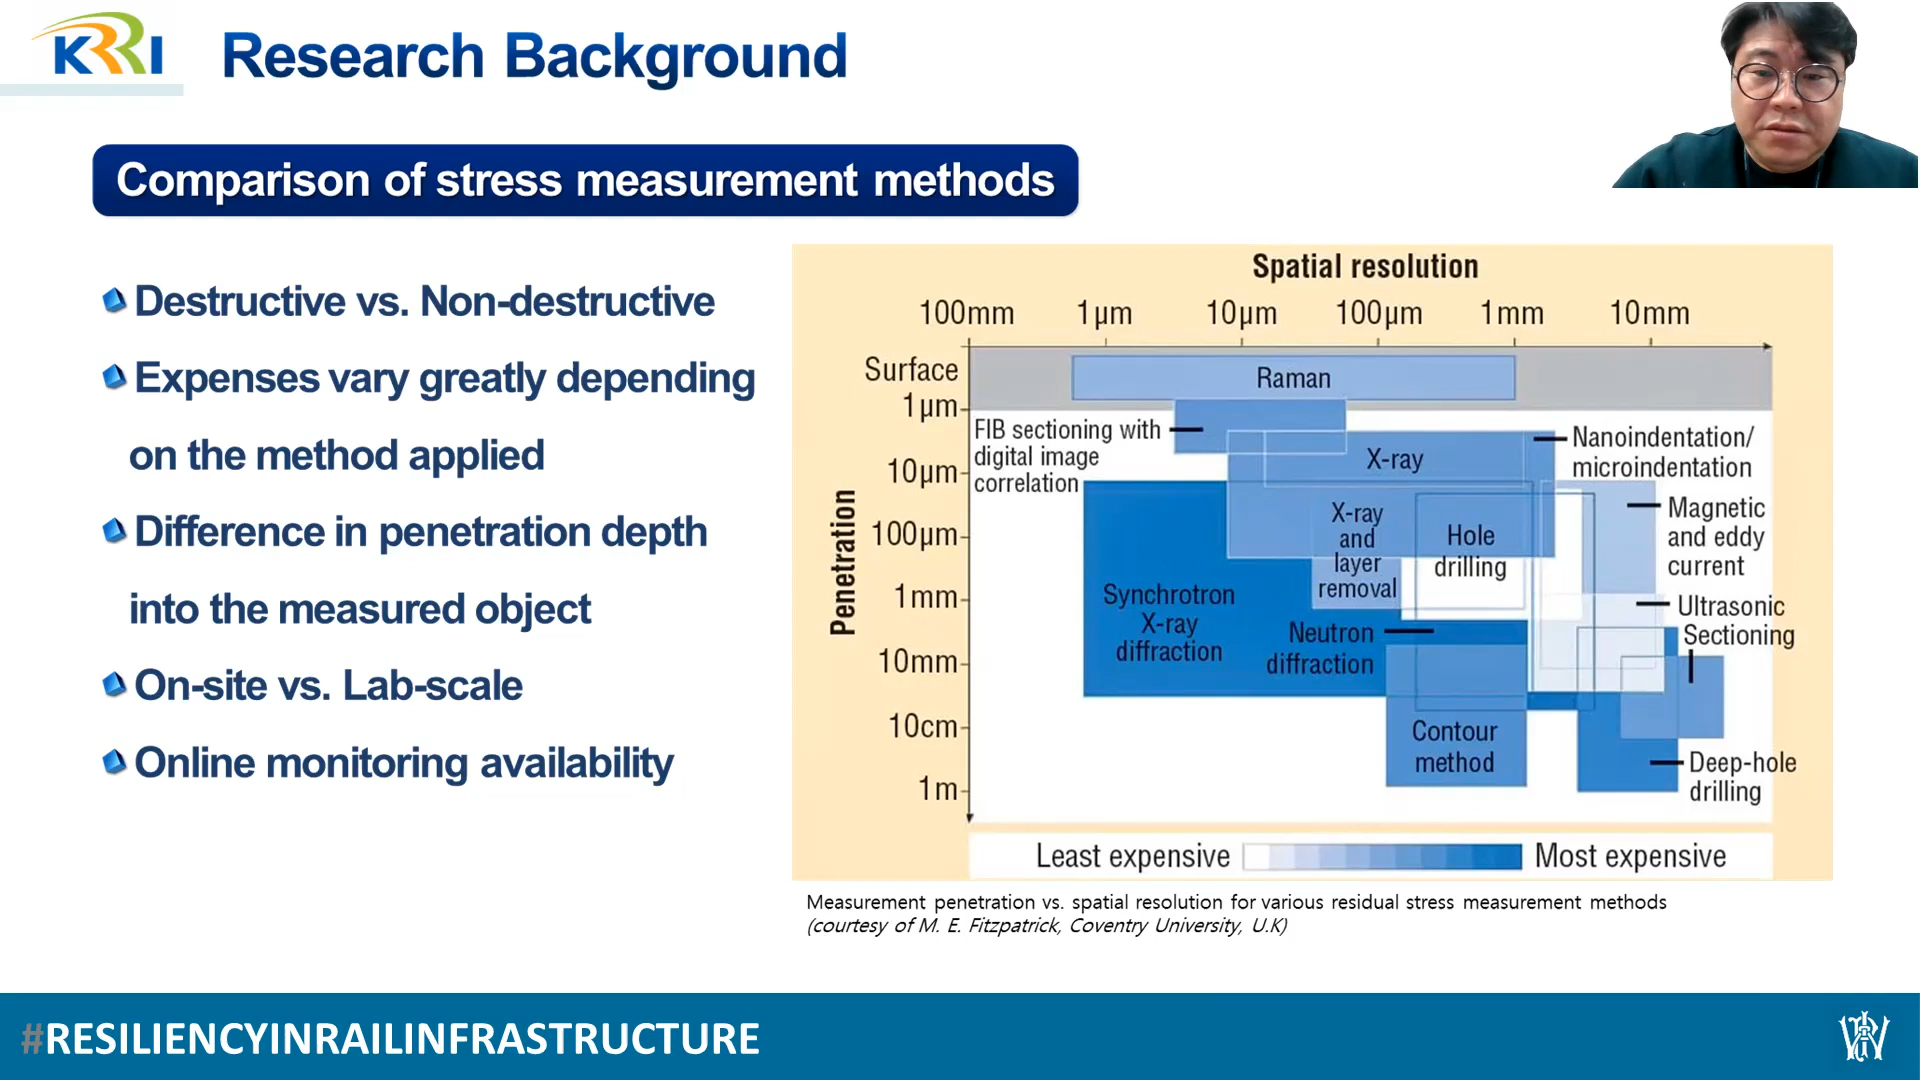 KRRI
Research Background
Comparison of stress measurement methods
Destructive vs. Non-destructive
Expenses vary greatly depending
on the method applied
Difference in penetration depth
into the measured object
On-site vs. Lab-scale
Online monitoring availability
Spatial resolution
100mm 1µm 10µm 100µm 1mm 10mm
Penetration
Surface
1µm
10µm
100µm
1mm
10mm
10cm
1m
Raman
FIB sectioning with
digital image
correlation
X-ray
Nanoindentation/
microindentation
X-ray
and
layer
removal
Hole
drilling
Magnetic
and eddy
current
Synchrotron
X-ray
diffraction
Neutron
diffraction
Ultrasonic
Sectioning
Contour
method
Deep-hole
drilling
Least expensive Most expensive
Measurement penetration vs. spatial resolution for various residual stress measurement methods
(courtesy of M. E. Fitzpatrick, Coventry University, U.K)
#RESILIENCYINRAILINFRASTRUCTURE